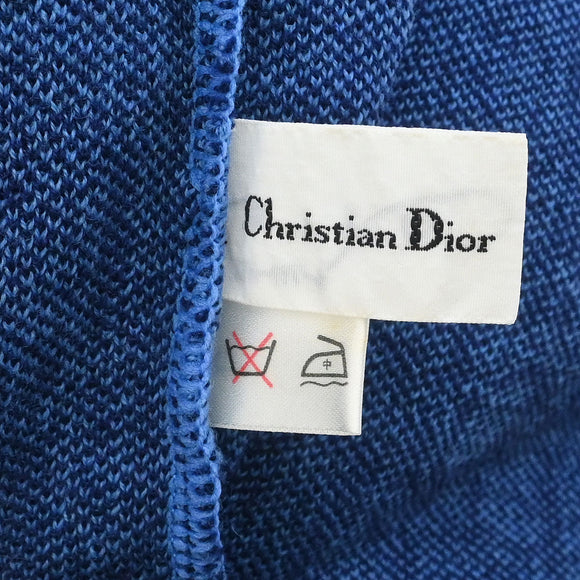 Christian Dior
中